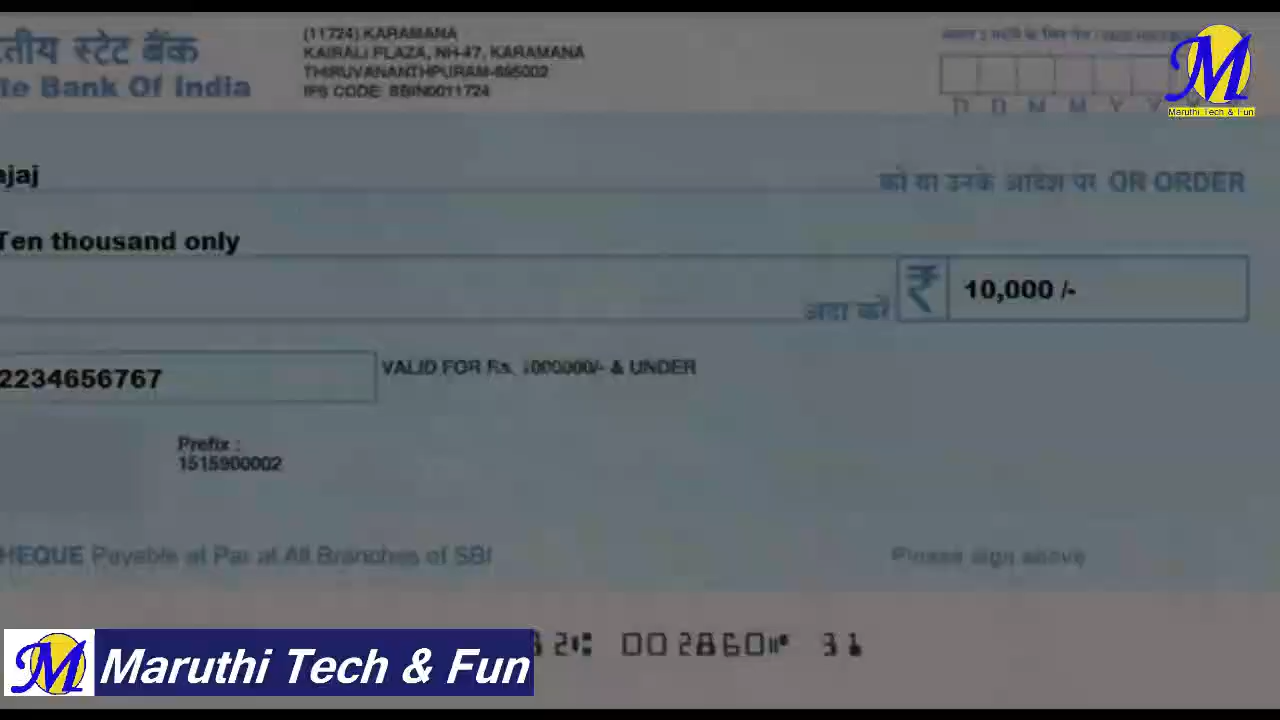 तीय स्टेट बैंक
te Bank Of India
(11724) KARAMANA
KAIRALI PLAZA, NH-47, KARAMANA
THIRUVANANTHPURAM-695002
IFS CODE: SBIN0011724
D D M M Y Y
M
Maruthi Tech & Fun
ajaj
को या उनके आदेश पर OR ORDER
Ten thousand only
अदा करें ₹ 10,000 /-
2234656767
VALID FOR Rs. 1000000/- & UNDER
Prefix :
1515900002
HEQUE Payable at Par at All Branches of SBI
Please sign above
2⑆ 002860⑈ 31
M Maruthi Tech & Fun